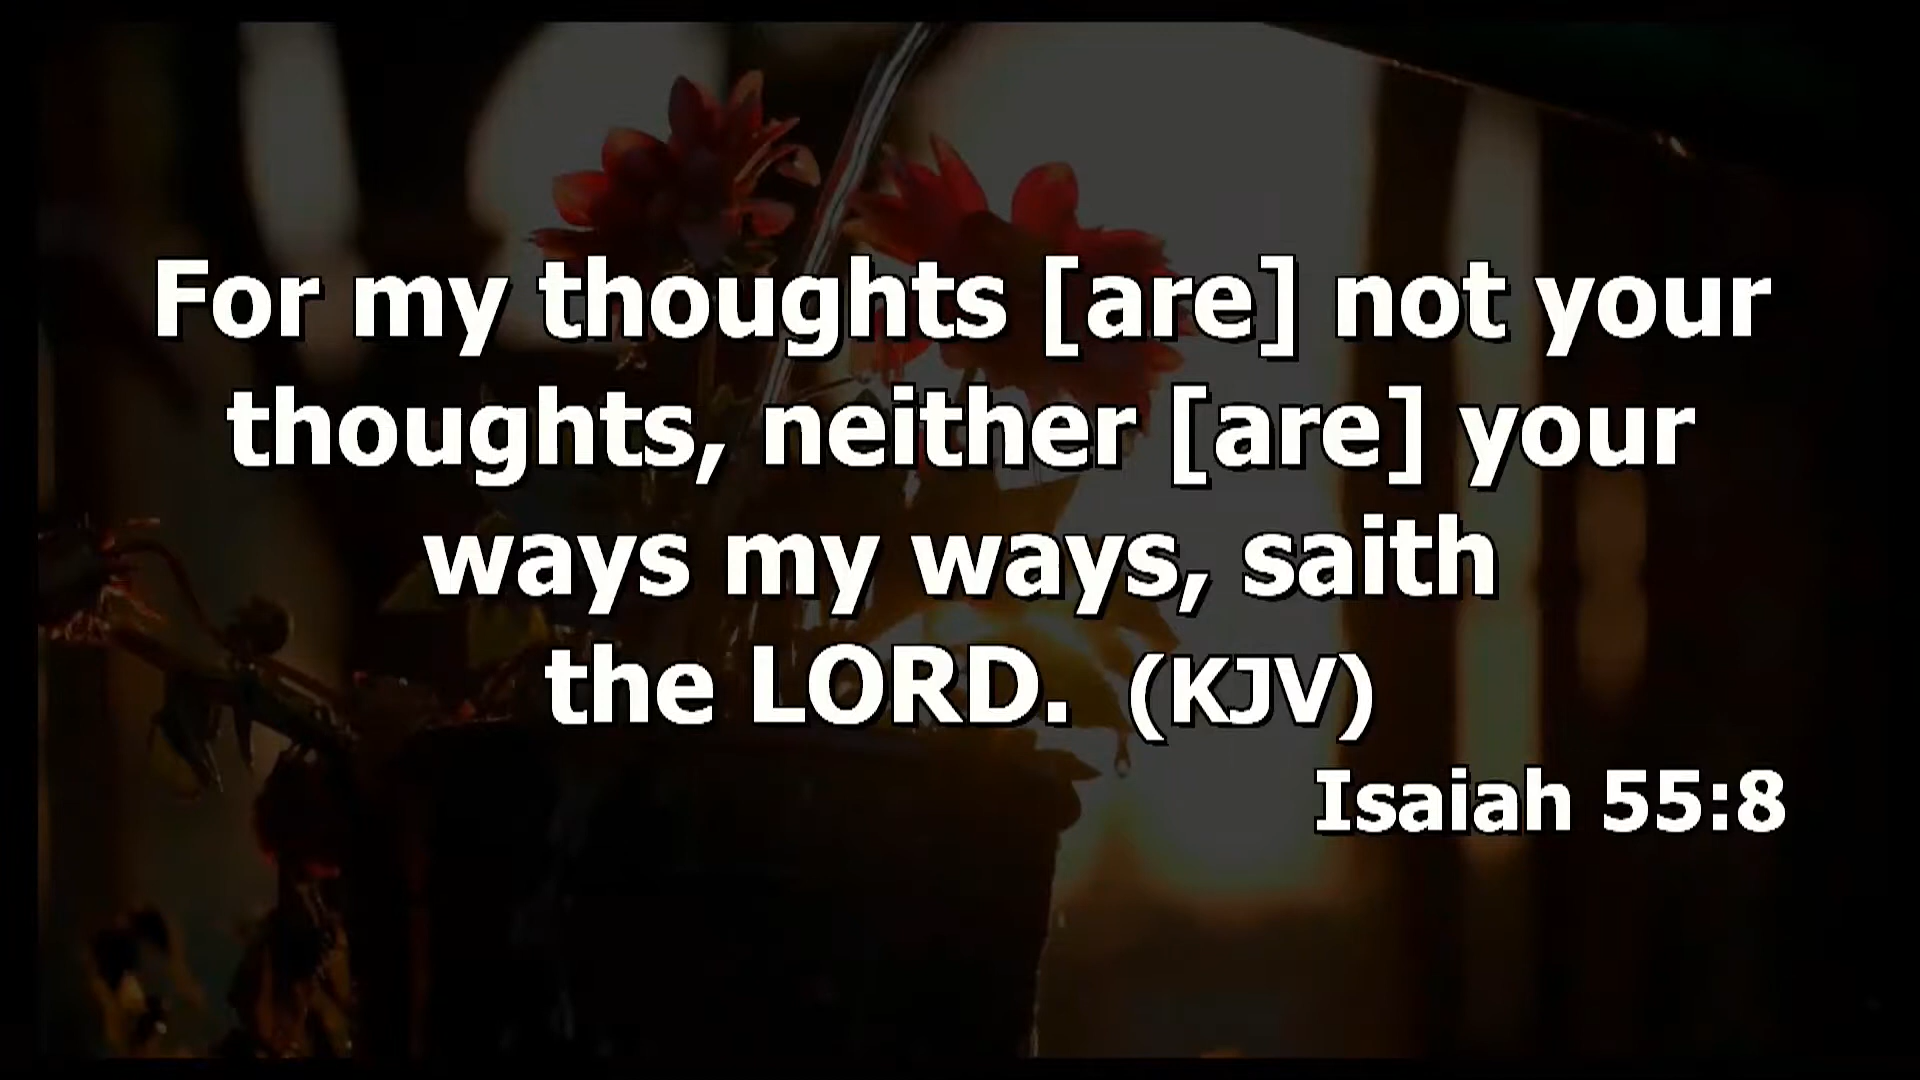 For my thoughts [are] not your
thoughts, neither [are] your
ways my ways, saith
the LORD.  (KJV)
Isaiah 55:8